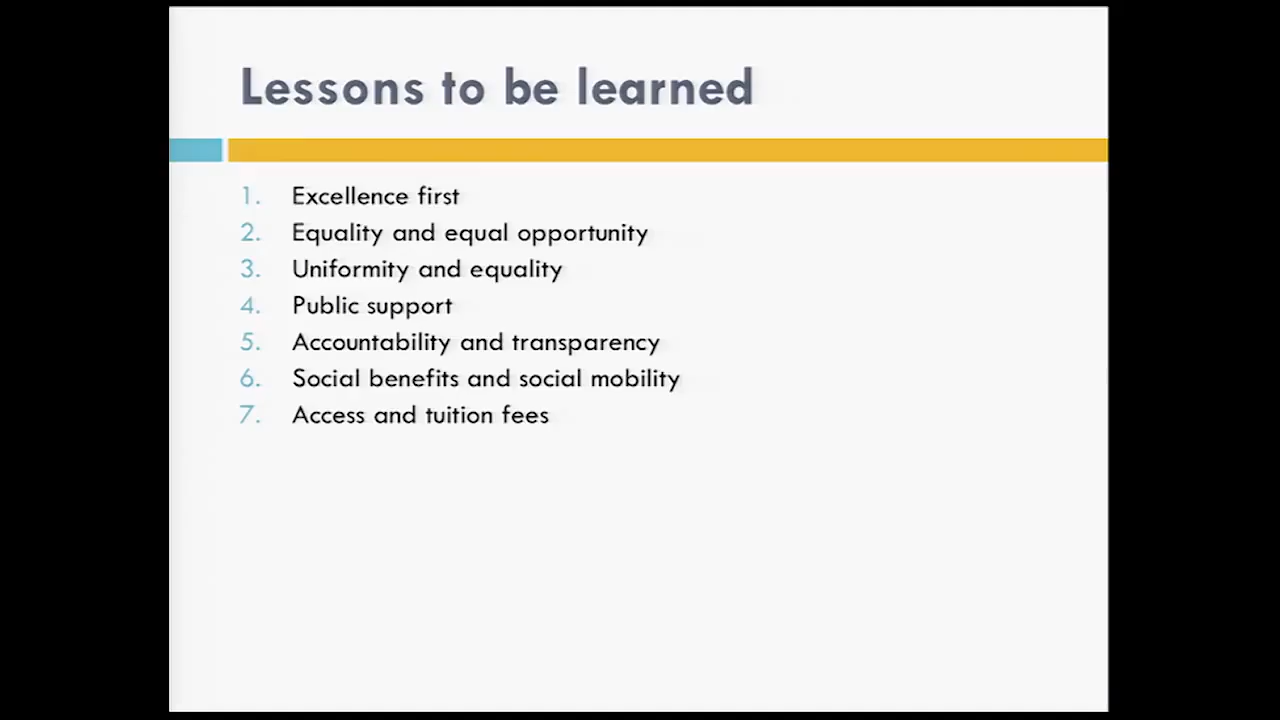 Lessons to be learned
1. Excellence first
2. Equality and equal opportunity
3. Uniformity and equality
4. Public support
5. Accountability and transparency
6. Social benefits and social mobility
7. Access and tuition fees